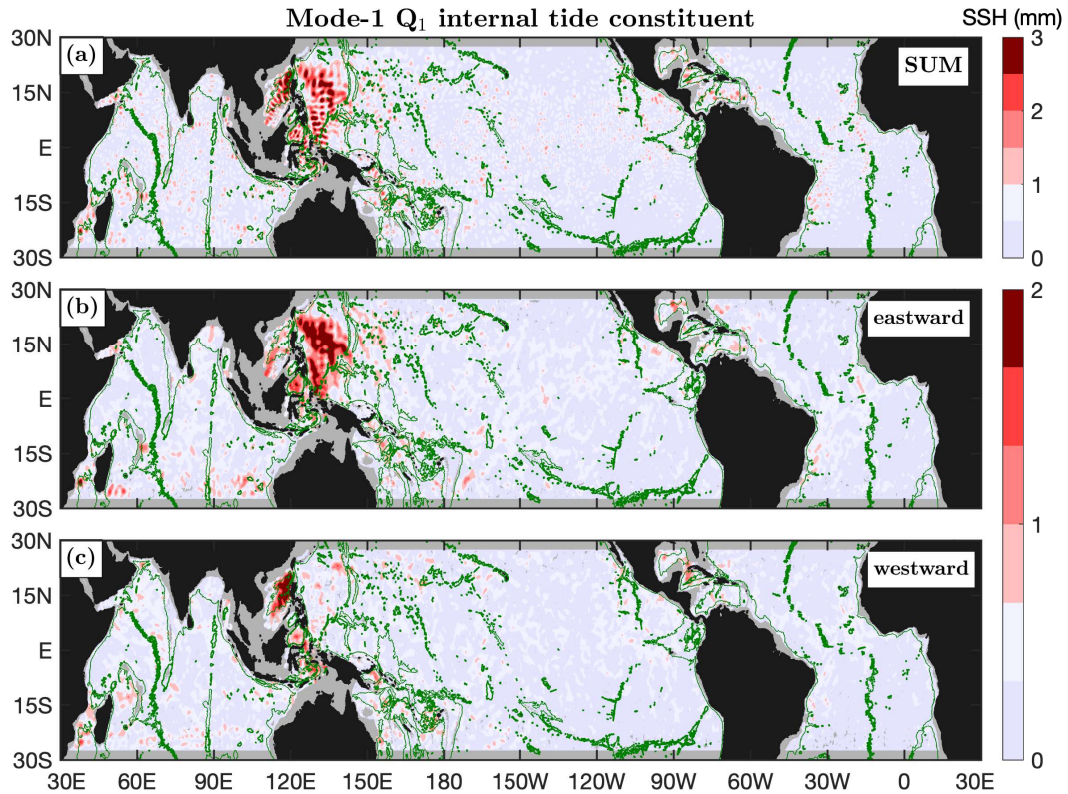 Mode-1 Q₁ internal tide constituent
SSH (mm)
30N
(a)
SUM
3
15N
2
E
1
15S
30S
0
30N
(b)
eastward
2
15N
E
15S
1
30S
30N
(c)
westward
15N
E
15S
30S
0
30E 60E 90E 120E 150E 180 150W 120W 90W 60W 30W 0 30E